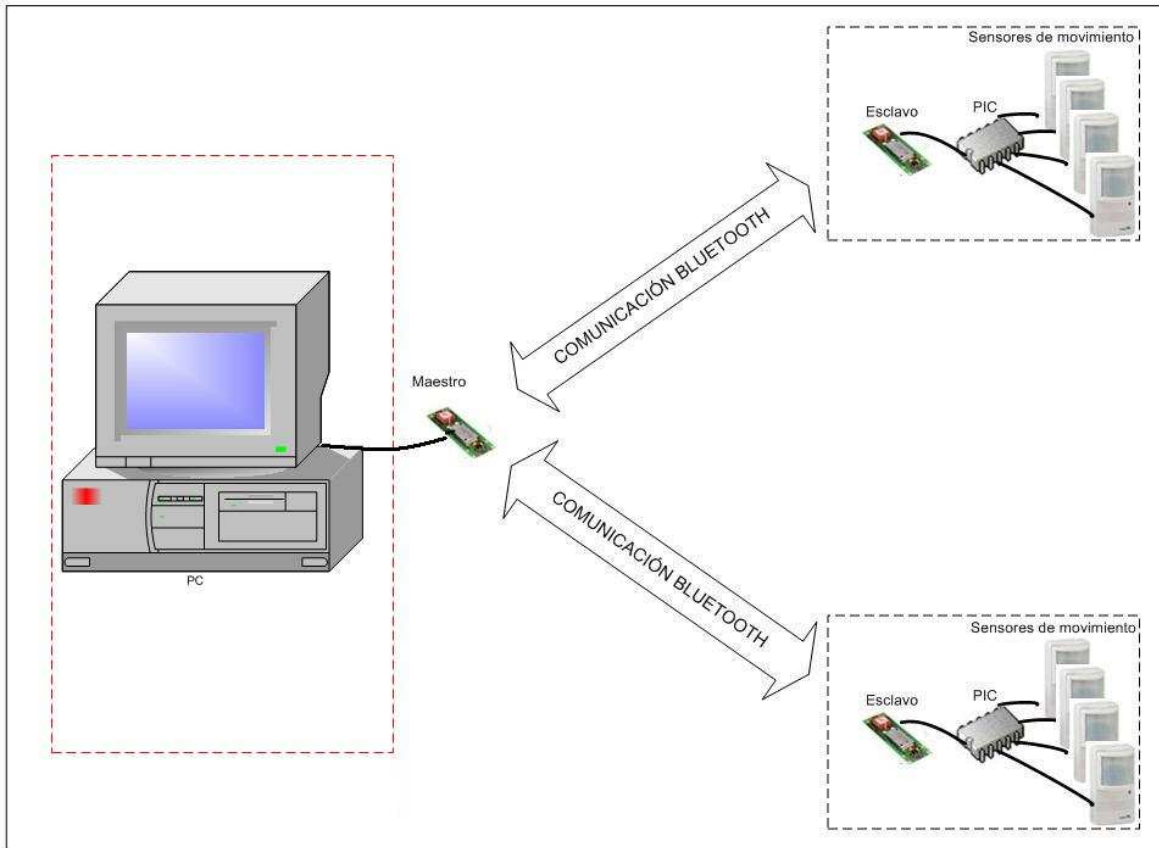 Sensores de movimiento
Esclavo
PIC
COMUNICACIÓN BLUETOOTH
Maestro
PC
COMUNICACIÓN BLUETOOTH
Sensores de movimiento
Esclavo
PIC